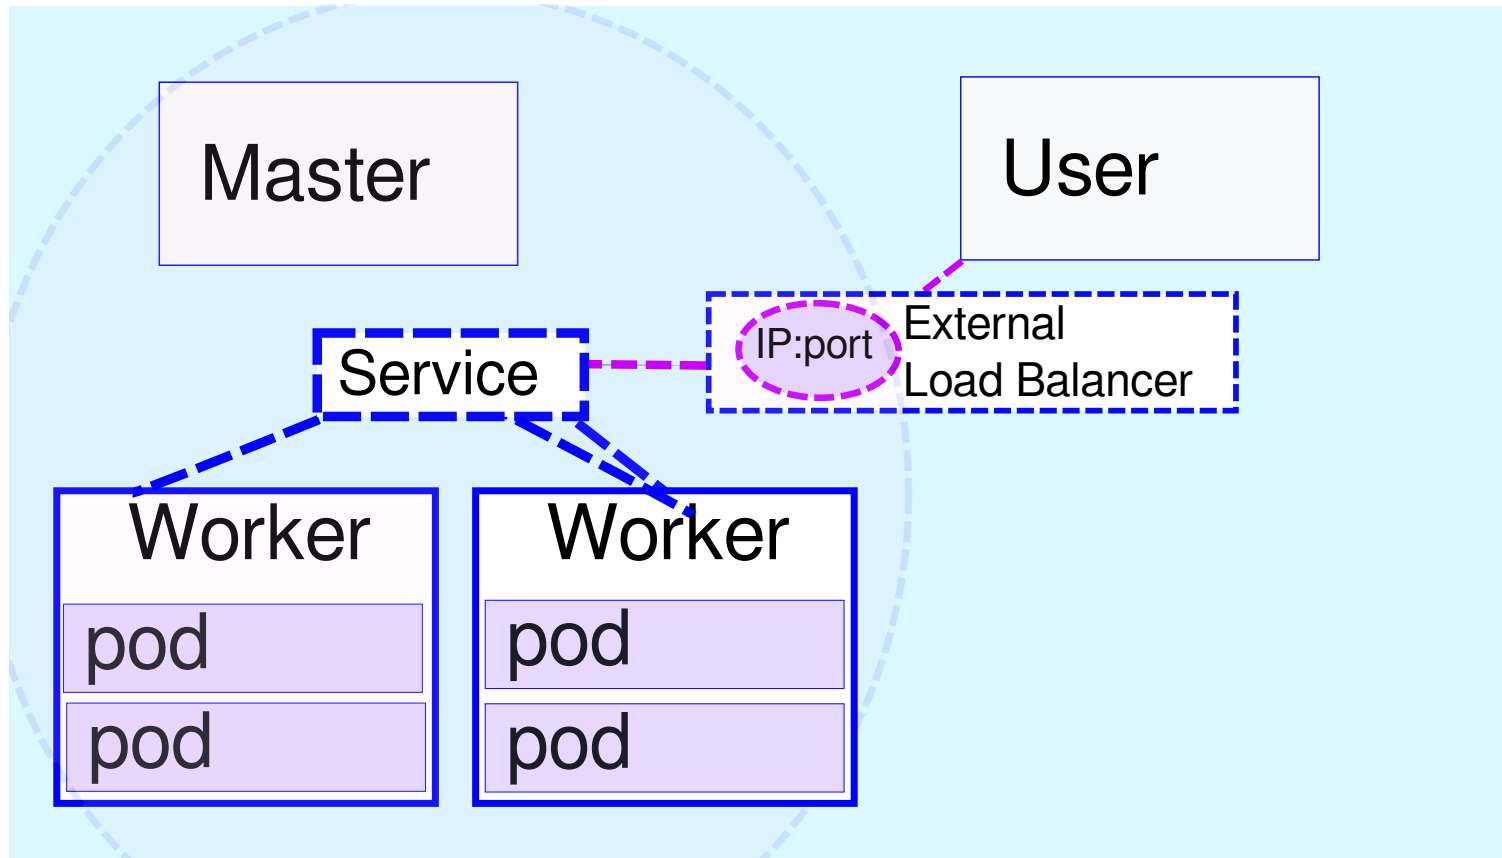 Master
User
IP:port
External
Load Balancer
Service
Worker
Worker
pod
pod
pod
pod